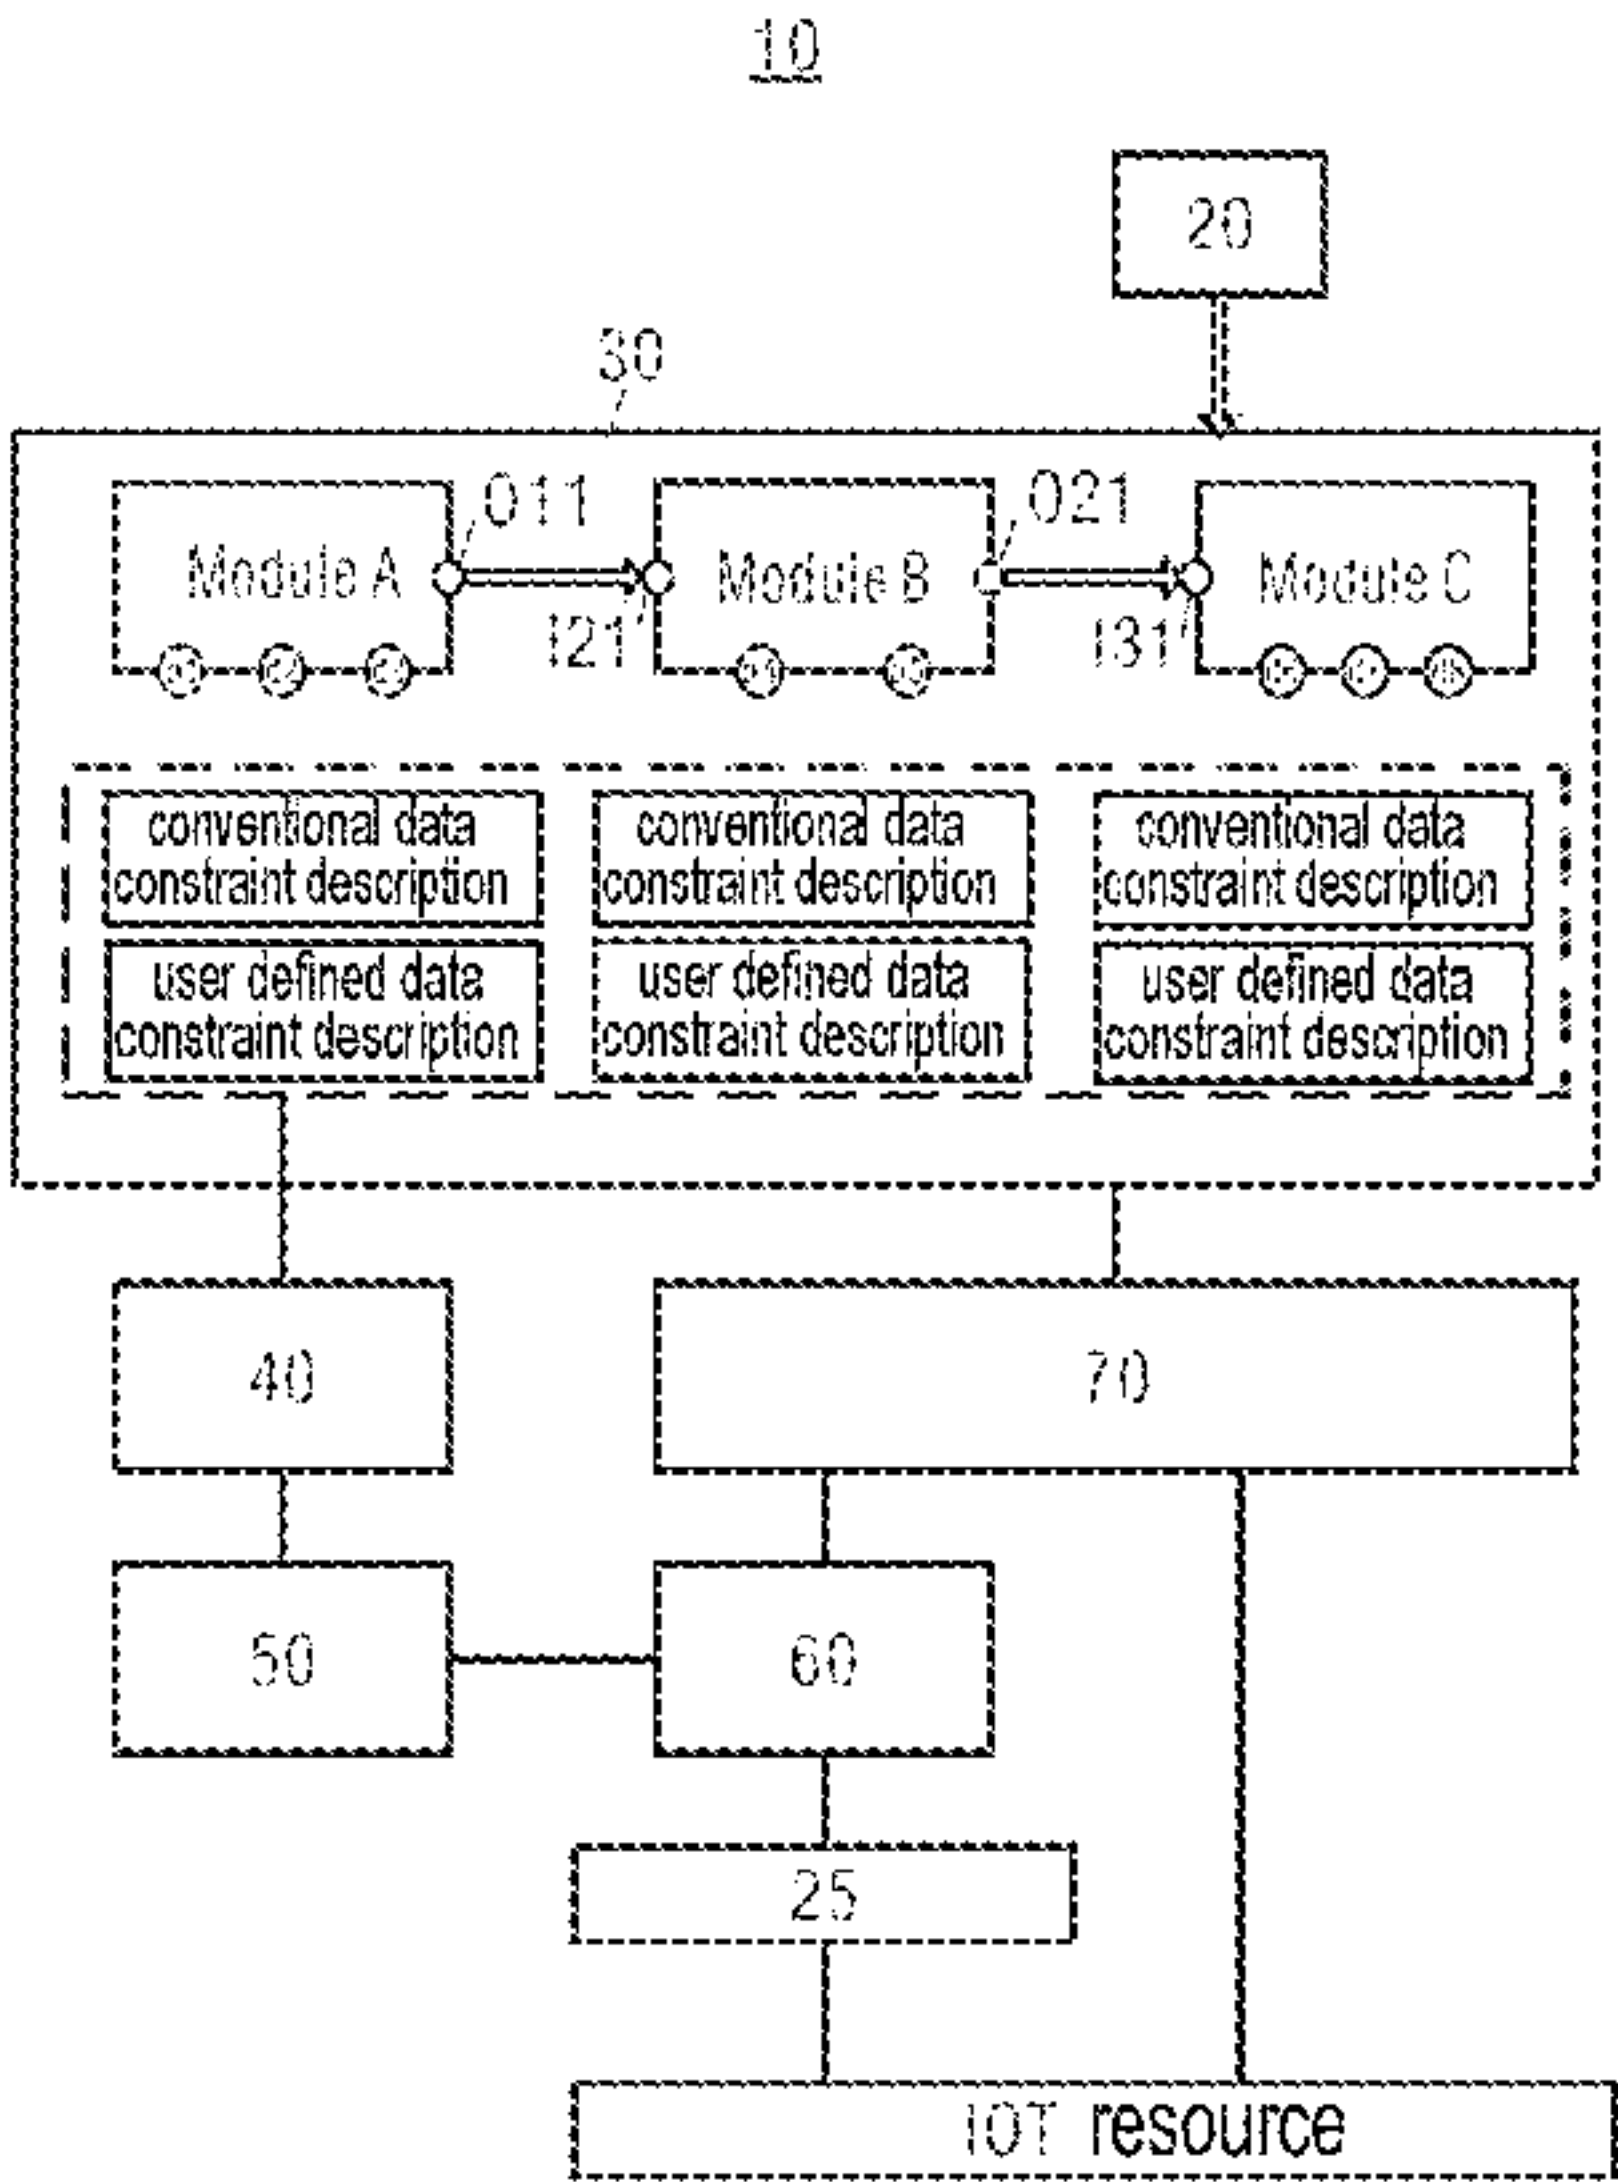 10
20
30
O11
O21
Module A
Module B
Module C
I21
I31
conventional data
constraint description
conventional data
constraint description
conventional data
constraint description
user defined data
constraint description
user defined data
constraint description
user defined data
constraint description
40
70
50
60
25
IOT resource